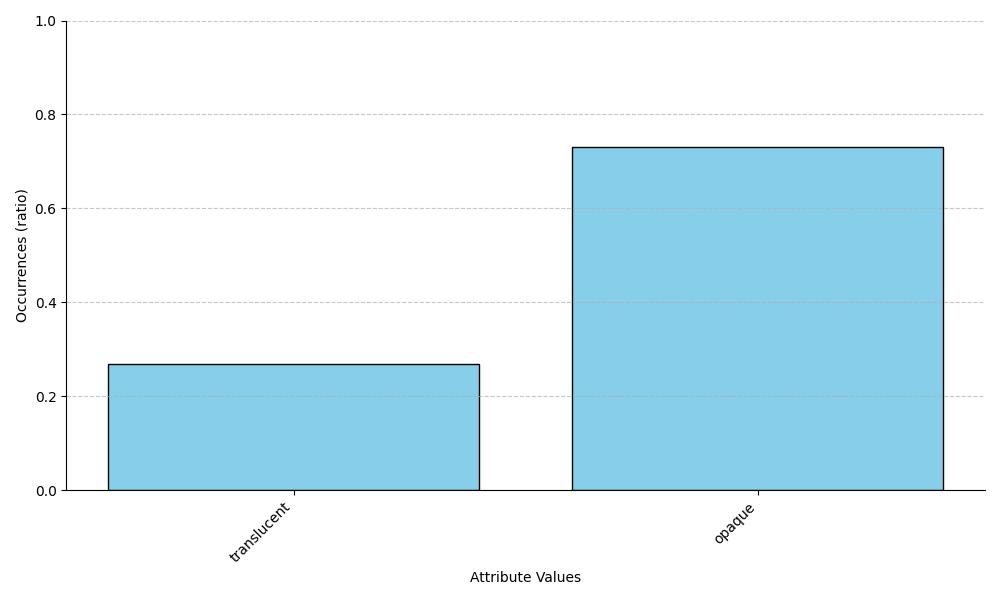 1.0
0.8
0.6
0.4
0.2
0.0
Occurrences (ratio)
translucent
opaque
Attribute Values